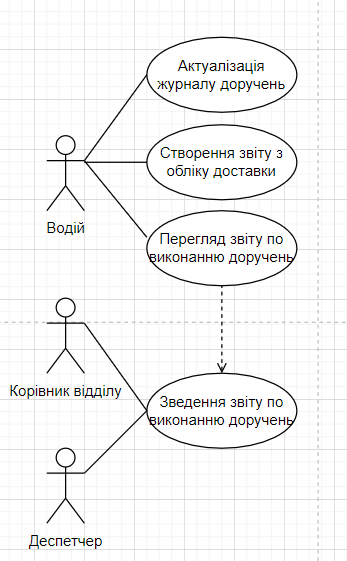 Актуалізація
журналу доручень
Створення звіту з
обліку доставки
Водій
Перегляд звіту по
виконанню доручень
Корівник відділу
Зведення звіту по
виконанню доручень
Деспетчер